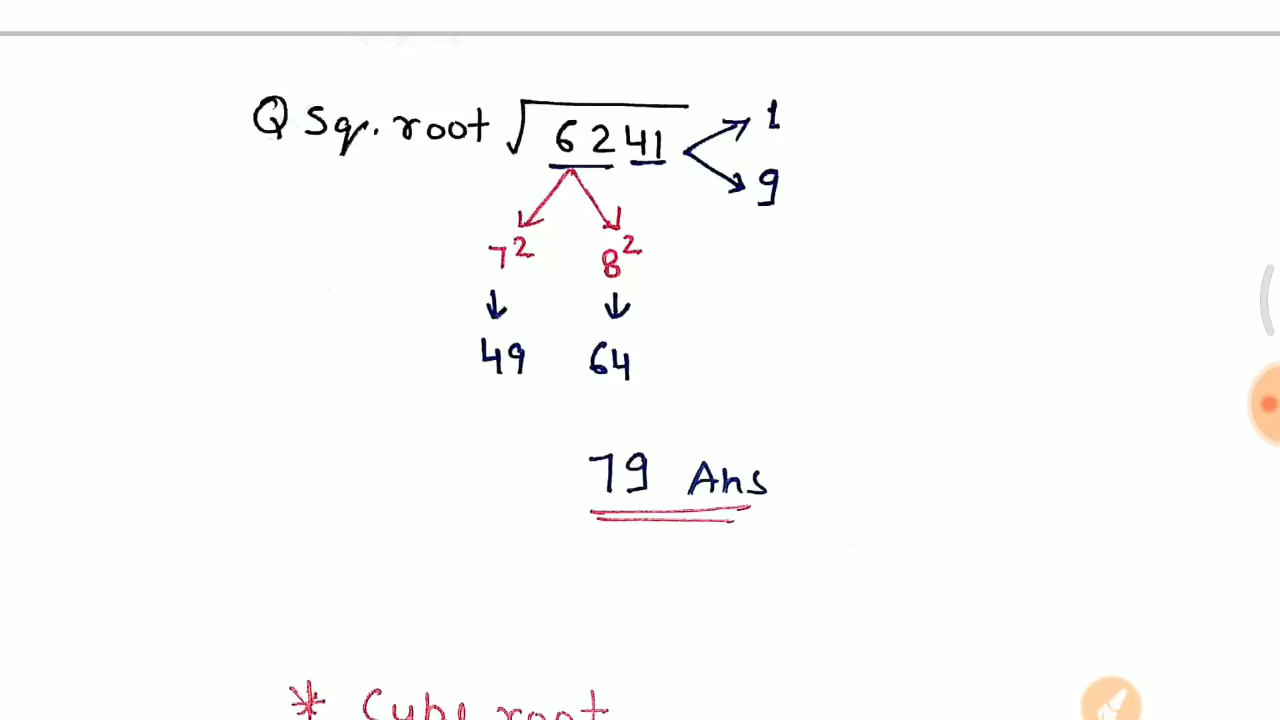 Q Sq. root √6241 1
9
7² 8²
49 64
79 Ans
* Cube root